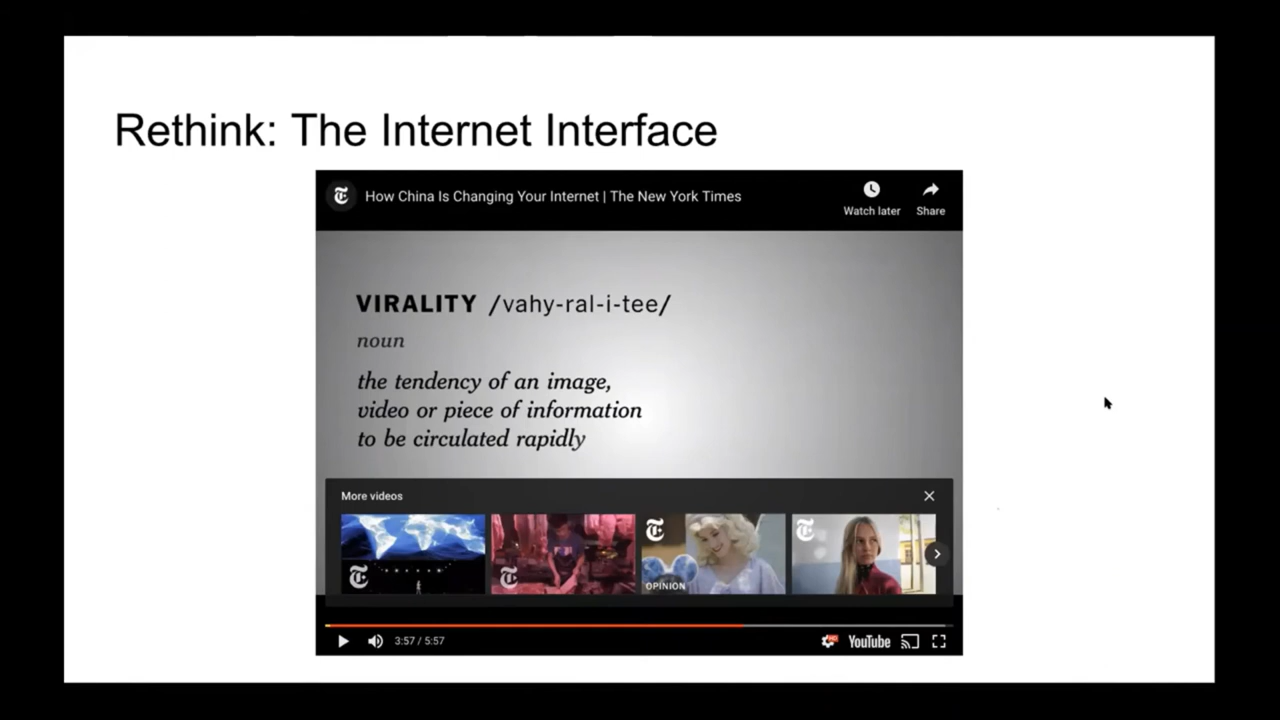 Rethink: The Internet Interface
How China Is Changing Your Internet | The New York Times
Watch later
Share
VIRALITY /vahy-ral-i-tee/
noun
the tendency of an image,
video or piece of information
to be circulated rapidly
More videos
OPINION
3:57 / 5:57
HD
YouTube